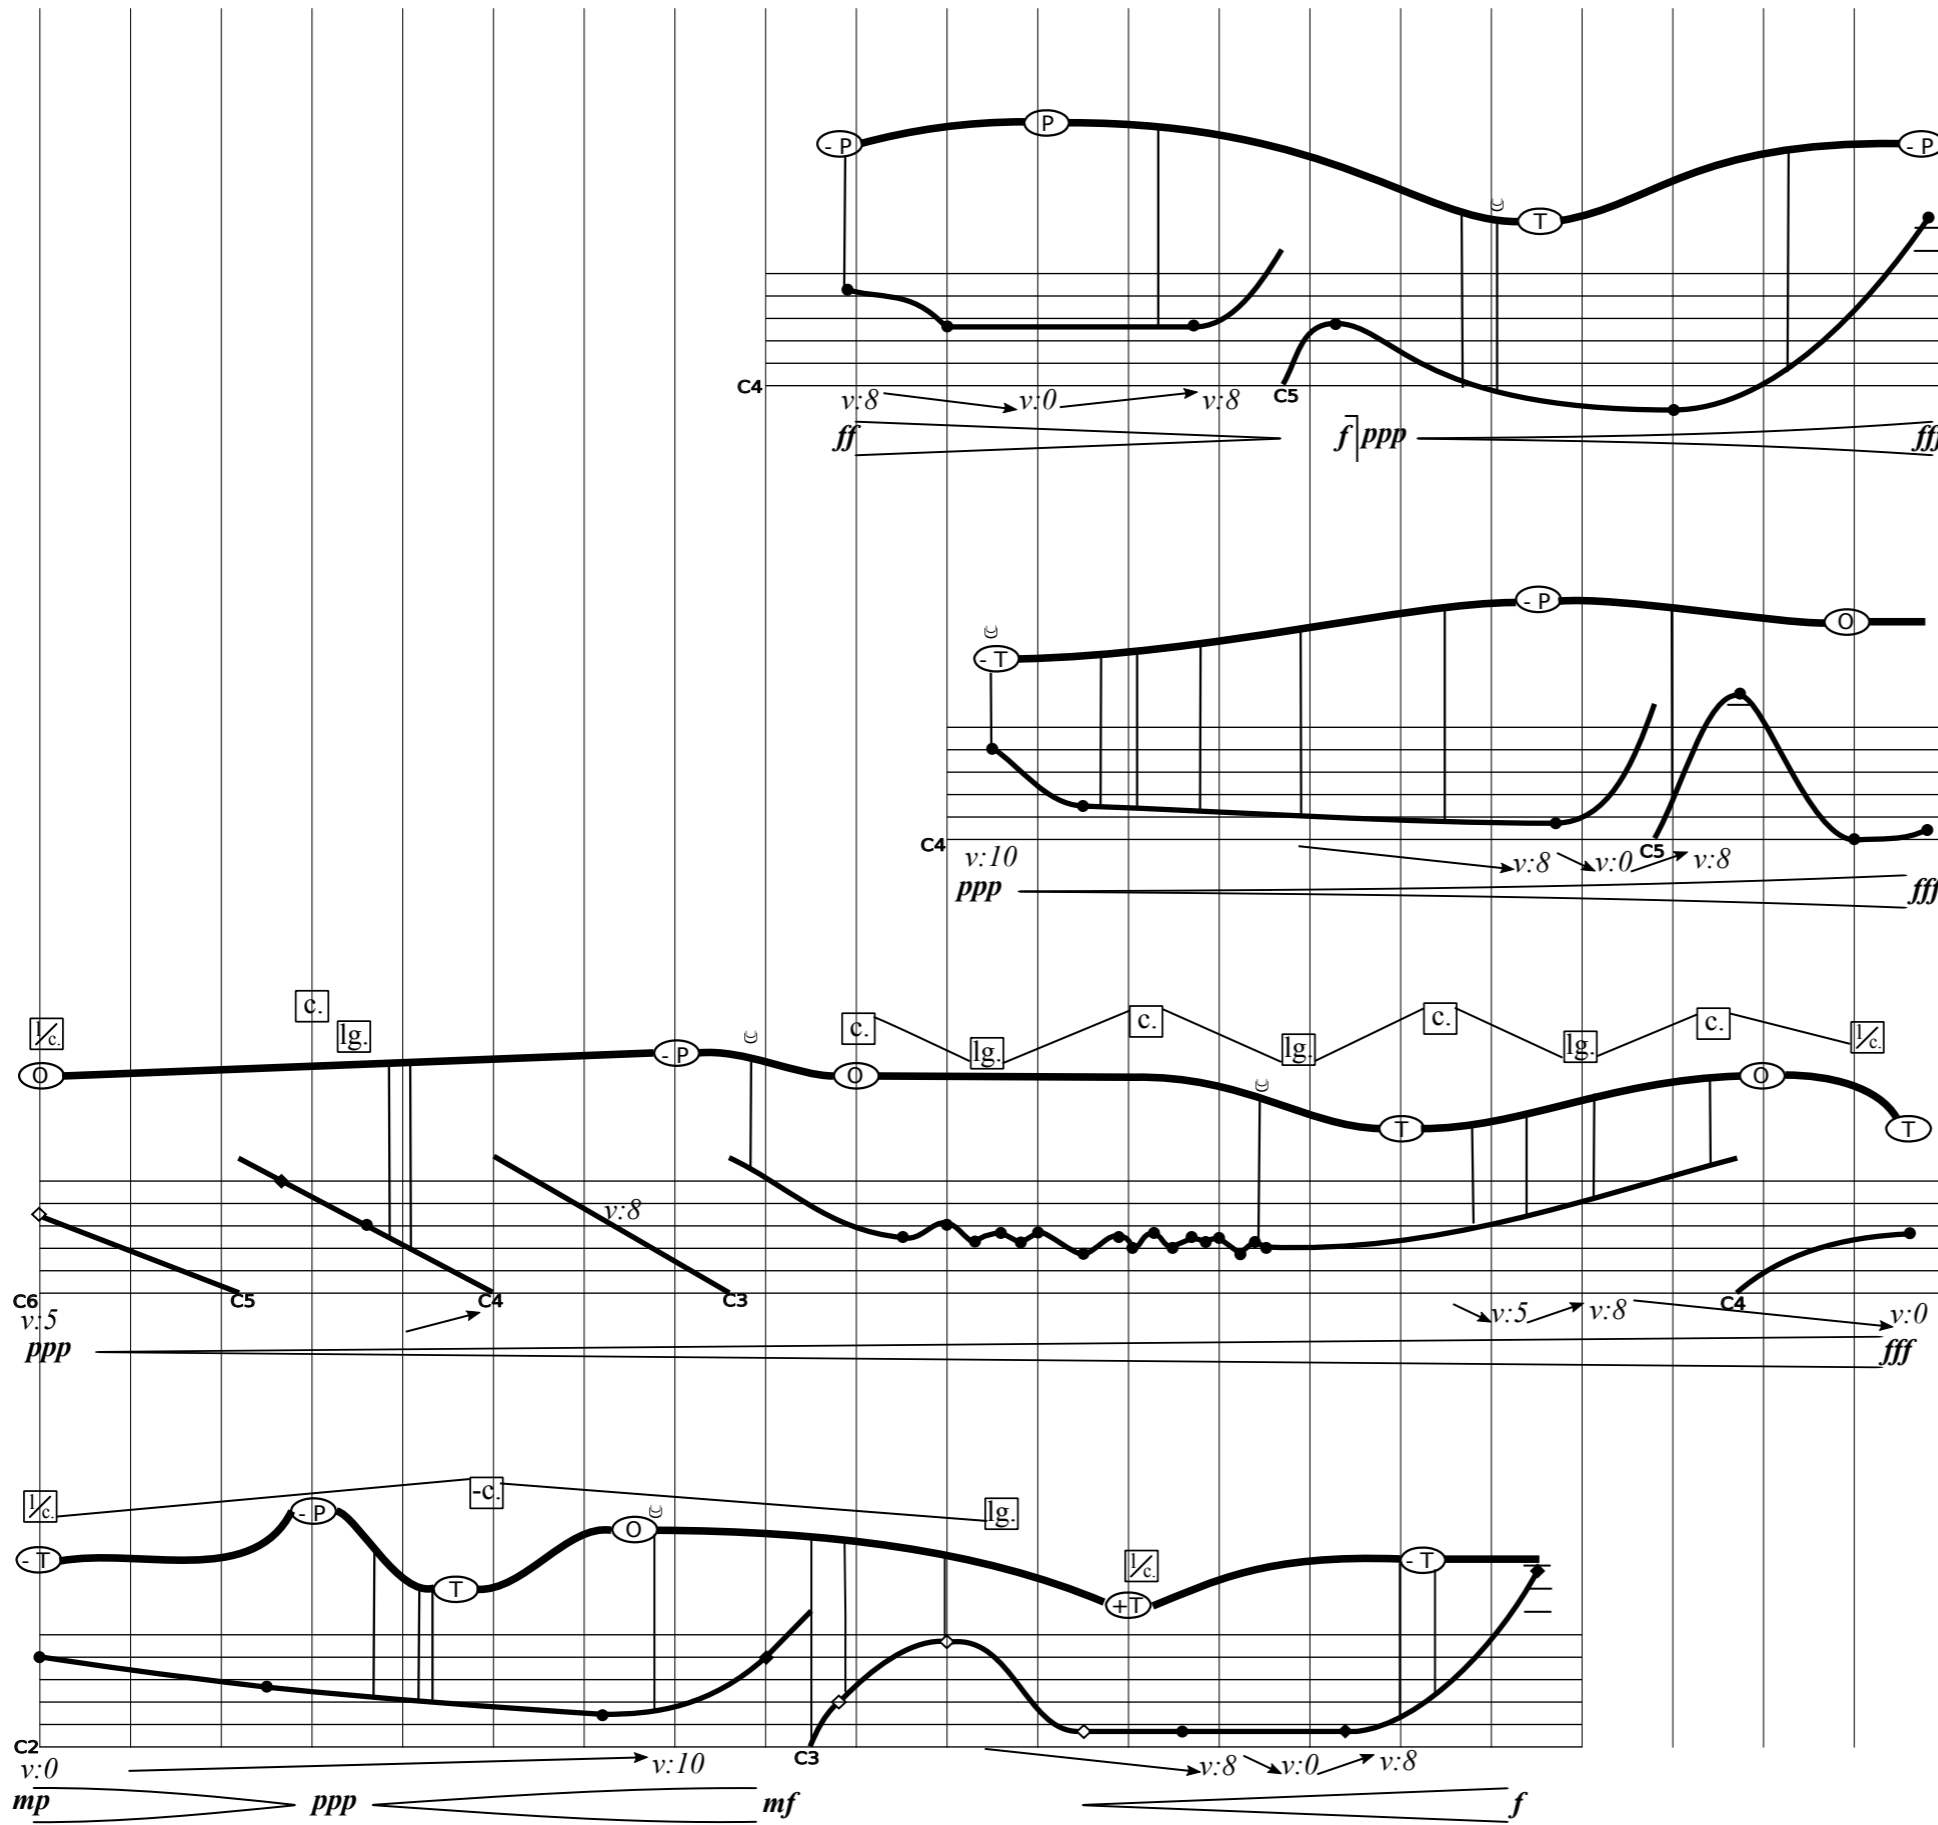 P
- P - P
T
C4 C5
v:8 v:0 v:8
ff f ppp fff
- P
O
- T
C4 C5
v:10 v:8 v:0 v:8
ppp fff
c. c. c. c. c.
l/c. lg. lg. lg. lg. l/c.
- P
O O O
T T
v:8
C6 C5 C4 C3 C4
v:5 v:5 v:8 v:0
ppp fff
-c.
l/c. lg.
- P
O
- T T l/c. - T
+T
C2 C3
v:0 v:10 v:8 v:0 v:8
mp ppp mf f